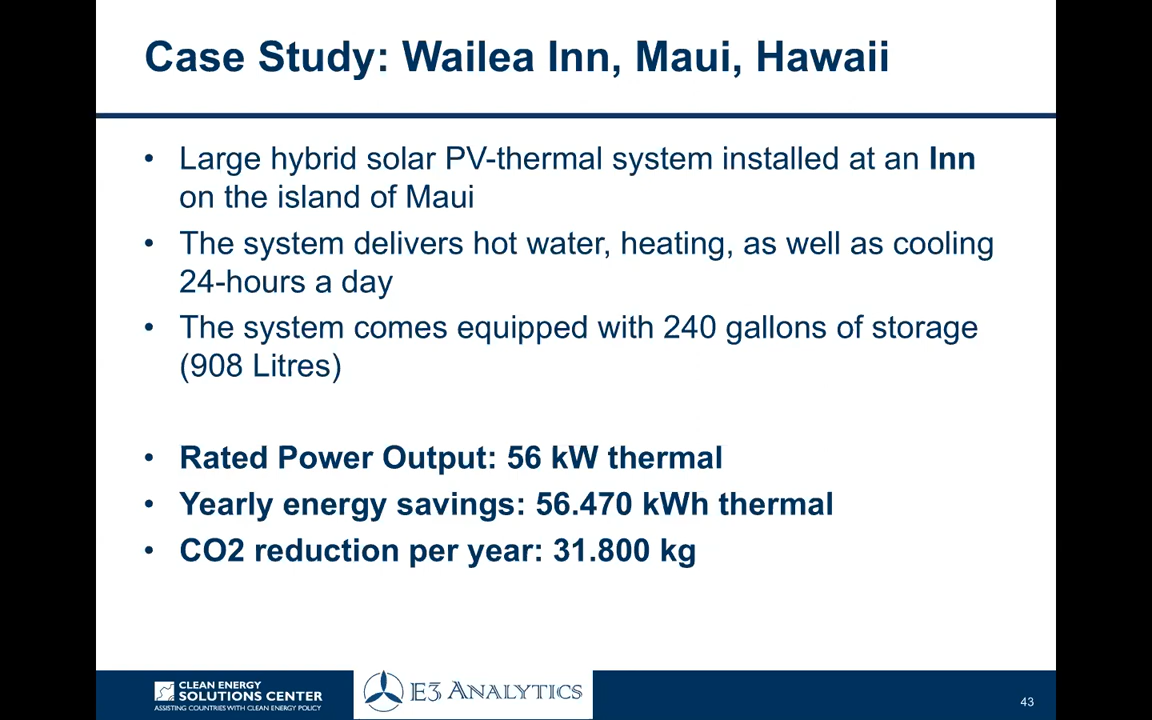 Case Study: Wailea Inn, Maui, Hawaii
• Large hybrid solar PV-thermal system installed at an Inn
on the island of Maui
• The system delivers hot water, heating, as well as cooling
24-hours a day
• The system comes equipped with 240 gallons of storage
(908 Litres)
• Rated Power Output: 56 kW thermal
• Yearly energy savings: 56.470 kWh thermal
• CO2 reduction per year: 31.800 kg
CLEAN ENERGY
SOLUTIONS CENTER
ASSISTING COUNTRIES WITH CLEAN ENERGY POLICY
E3 ANALYTICS
43